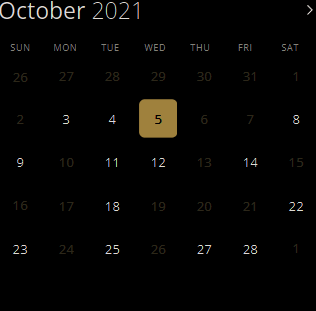 October 2021
SUN MON TUE WED THU FRI SAT
26 27 28 29 30 31 1
2 3 4 5 6 7 8
9 10 11 12 13 14 15
16 17 18 19 20 21 22
23 24 25 26 27 28 1